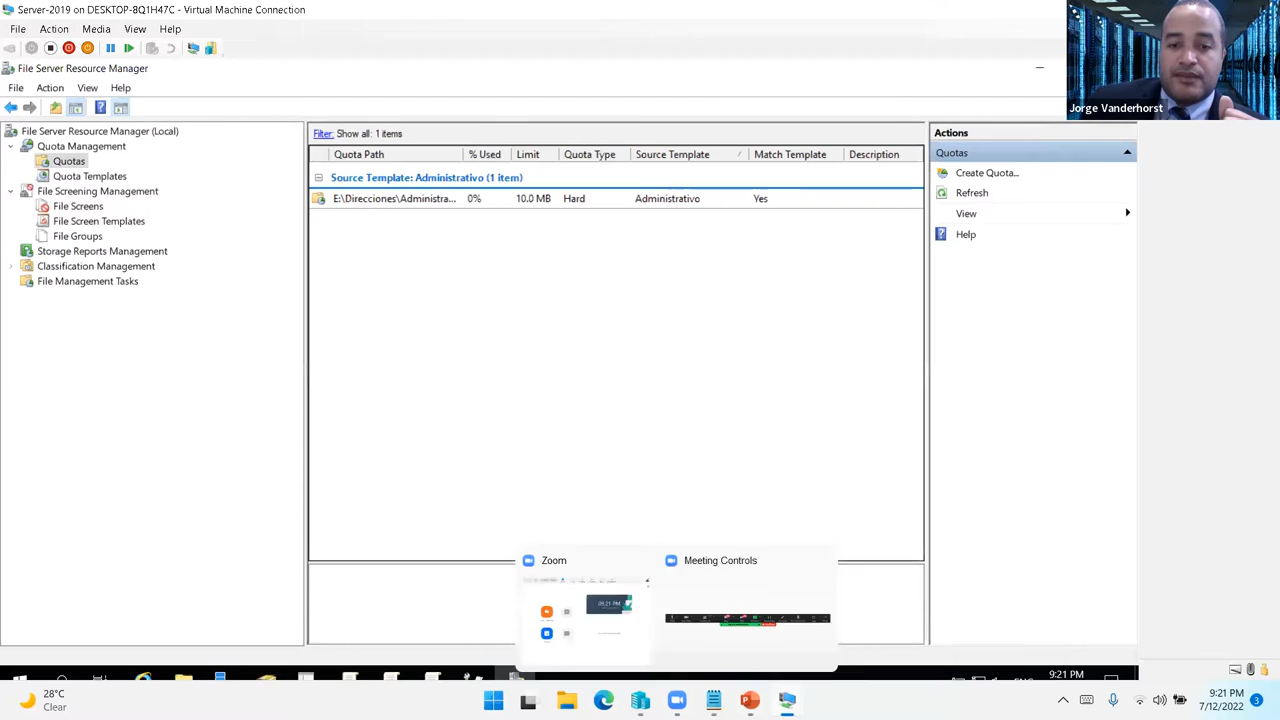 Server-2019 on DESKTOP-8Q1H47C - Virtual Machine Connection
File Action Media View Help
File Server Resource Manager
Jorge Vanderhorst
File Action View Help
File Server Resource Manager (Local)
Quota Management
Quotas
Quota Templates
File Screening Management
File Screens
File Screen Templates
File Groups
Storage Reports Management
Classification Management
File Management Tasks
Filter: Show all: 1 items
Quota Path % Used Limit Quota Type Source Template Match Template Description
Source Template: Administrativo (1 item)
E:\Direcciones\Administra... 0% 10.0 MB Hard Administrativo Yes
Actions
Quotas
Create Quota...
Refresh
View
Help
Zoom
Meeting Controls
09:21 PM
9:21 PM
28°C
Clear
9:21 PM
7/12/2022
3